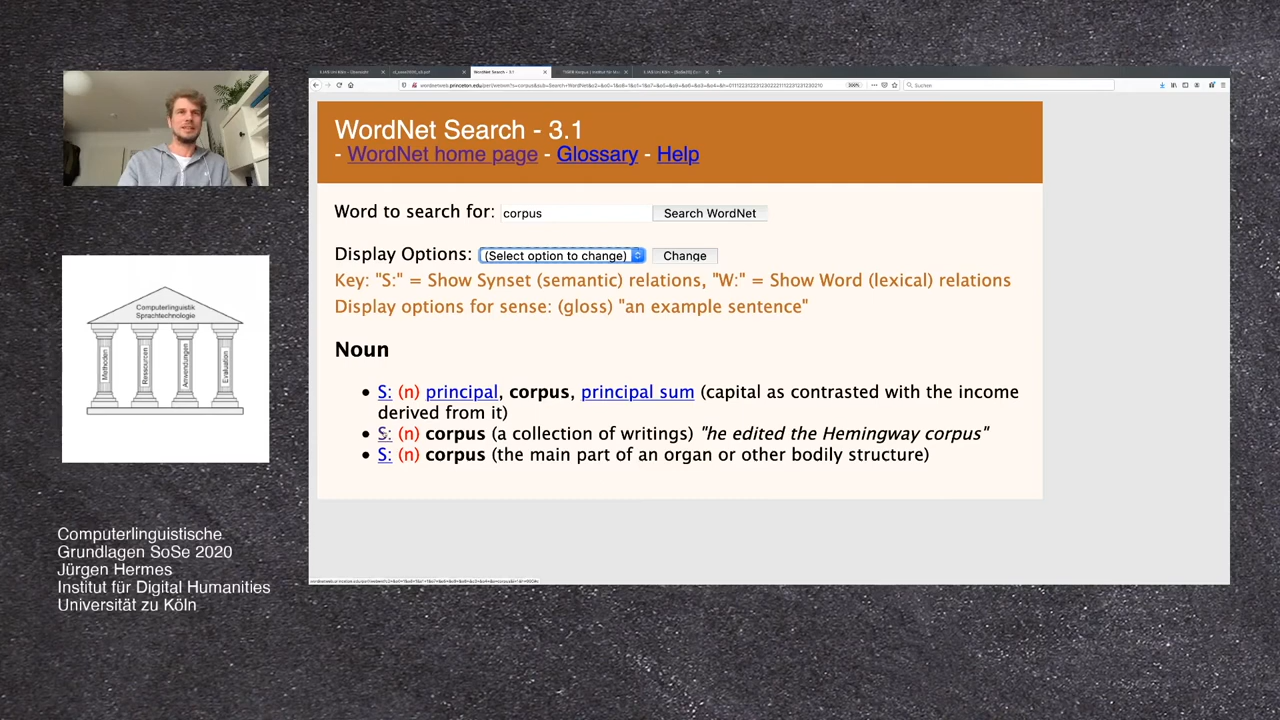 WordNet Search - 3.1
WordNet Search - 3.1
- WordNet home page - Glossary - Help
Word to search for: corpus Search WordNet
Display Options: (Select option to change) Change
Key: "S:" = Show Synset (semantic) relations, "W:" = Show Word (lexical) relations
Display options for sense: (gloss) "an example sentence"
Noun
• S: (n) principal, corpus, principal sum (capital as contrasted with the income
derived from it)
• S: (n) corpus (a collection of writings) "he edited the Hemingway corpus"
• S: (n) corpus (the main part of an organ or other bodily structure)
Computerlinguistik
Sprachtechnologie
Methoden
Ressourcen
Anwendungen
Evaluation
Computerlinguistische
Grundlagen SoSe 2020
Jürgen Hermes
Institut für Digital Humanities
Universität zu Köln